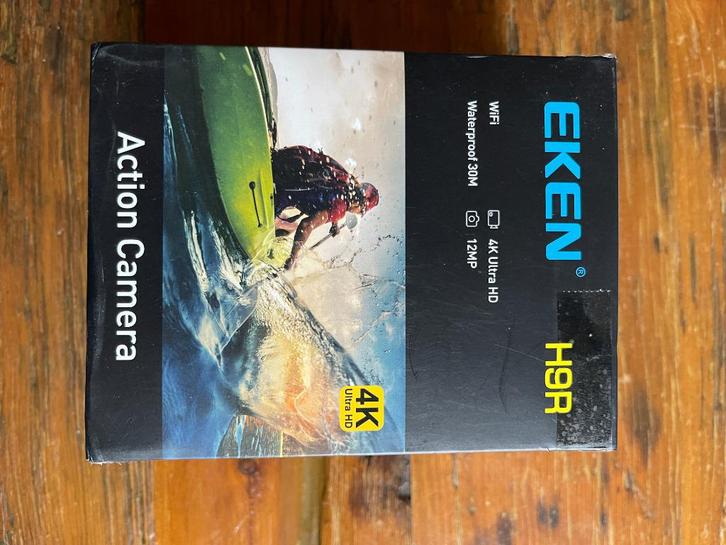 EKEN® H9R
WiFi 4K Ultra HD
Waterproof 30M 12MP
4K
Ultra HD
Action Camera